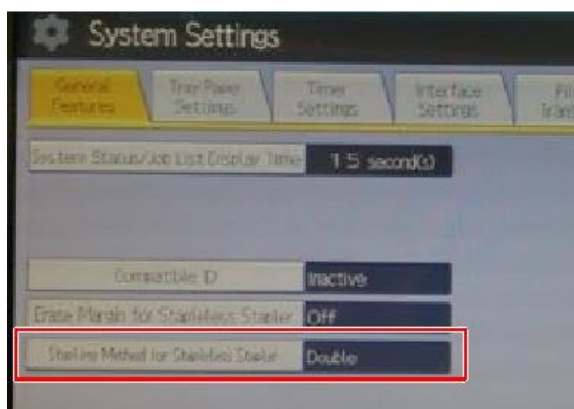 System Settings
General Features
Tray Paper Settings
Timer Settings
Interface Settings
System Status/Job List Display Time 15 second(s)
Compatible ID Inactive
Erase Margin for Stapleless Stapler Off
Stapling Method for Stapleless Stapler Double